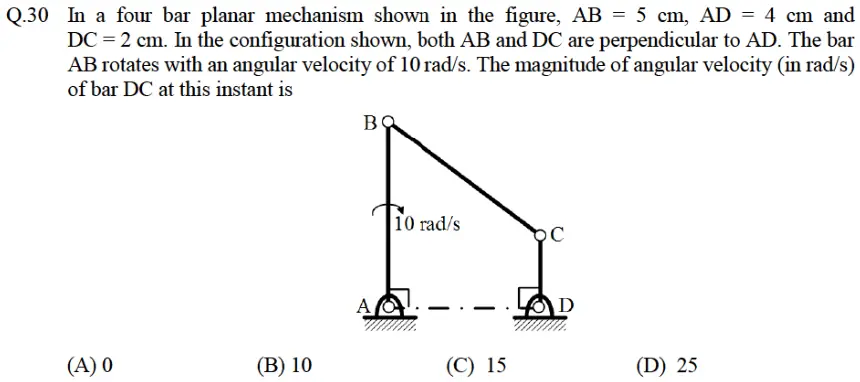 Q.30 In a four bar planar mechanism shown in the figure, AB = 5 cm, AD = 4 cm and
DC = 2 cm. In the configuration shown, both AB and DC are perpendicular to AD. The bar
AB rotates with an angular velocity of 10 rad/s. The magnitude of angular velocity (in rad/s)
of bar DC at this instant is
B
10 rad/s
C
A
D
(A) 0 (B) 10 (C) 15 (D) 25